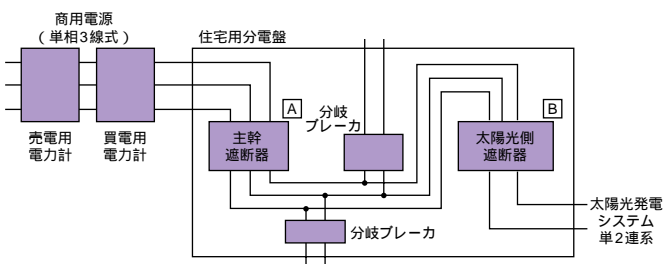 商用電源
(単相3線式)
住宅用分電盤
売電用
電力計
買電用
電力計
A
主幹
遮断器
分岐
ブレーカ
B
太陽光側
遮断器
分岐ブレーカ
太陽光発電
システム
単2連系